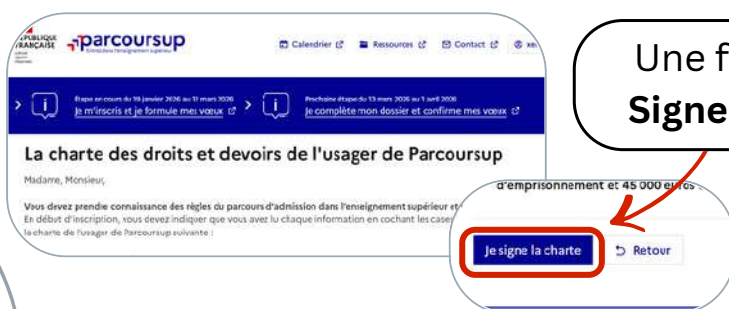 RÉPUBLIQUE
FRANÇAISE
parcoursup
Entrez dans l'enseignement supérieur
Calendrier
Ressources
Contact
Étape en cours du 19 janvier 2026 au 12 mars 2026
Je m'inscris et je formule mes vœux
Prochaine étape du 13 mars 2026 au 1 avril 2026
Je complète mon dossier et confirme mes vœux
La charte des droits et devoirs de l'usager de Parcoursup
Madame, Monsieur,
Vous devez prendre connaissance des règles du parcours d'admission dans l'enseignement supérieur et
En début d'inscription, vous devez indiquer que vous avez lu chaque information en cochant les cases
la charte de l'usager de Parcoursup suivante :
Une f
Signe
d'emprisonnement et 45 000 euros
Je signe la charte
Retour